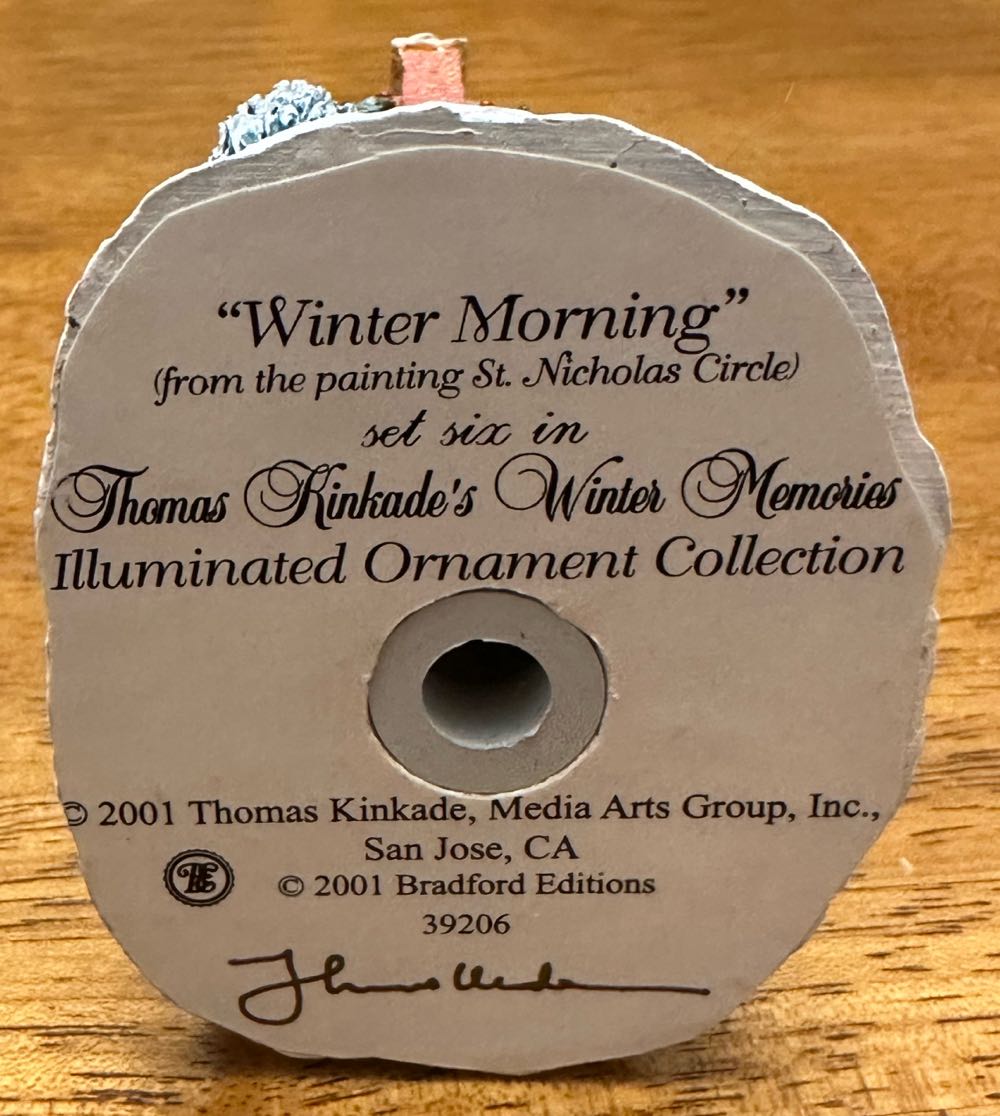 “Winter Morning”
(from the painting St. Nicholas Circle)
set six in
Thomas Kinkade's Winter Memories
Illuminated Ornament Collection
© 2001 Thomas Kinkade, Media Arts Group, Inc.,
San Jose, CA
© 2001 Bradford Editions
39206